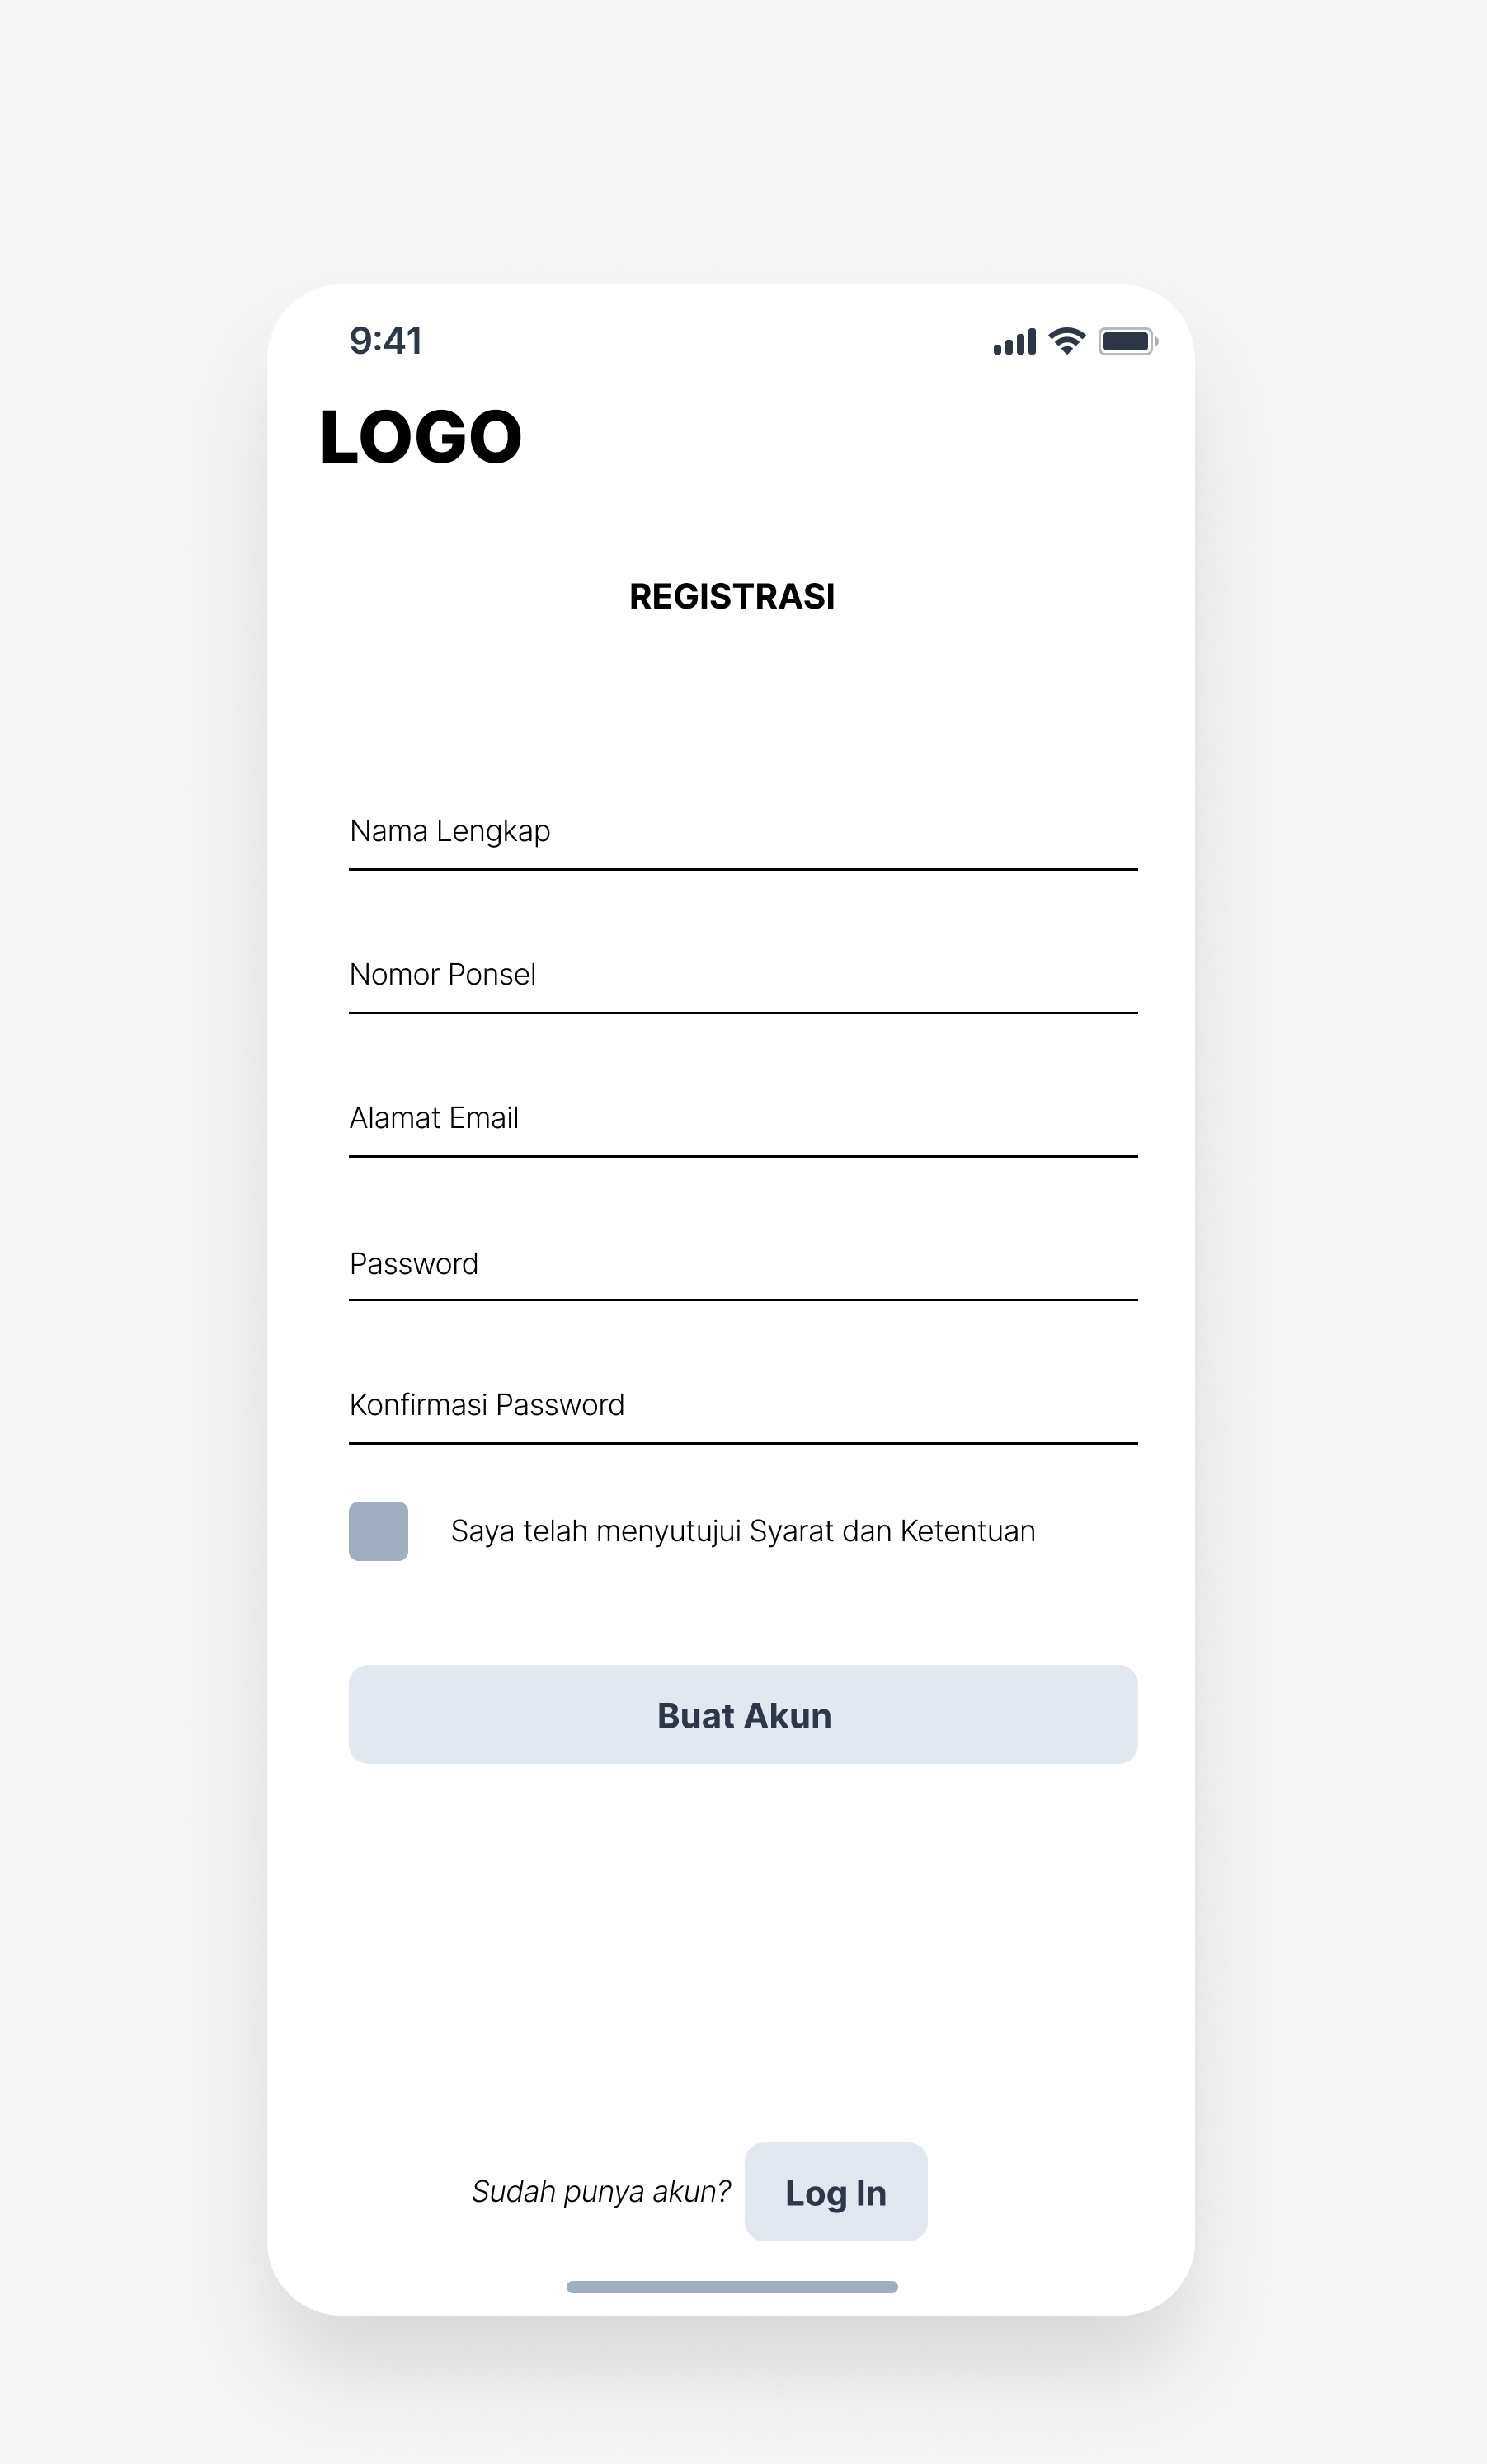 9:41
LOGO
REGISTRASI
Nama Lengkap
Nomor Ponsel
Alamat Email
Password
Konfirmasi Password
Saya telah menyutujui Syarat dan Ketentuan
Buat Akun
Sudah punya akun? Log In